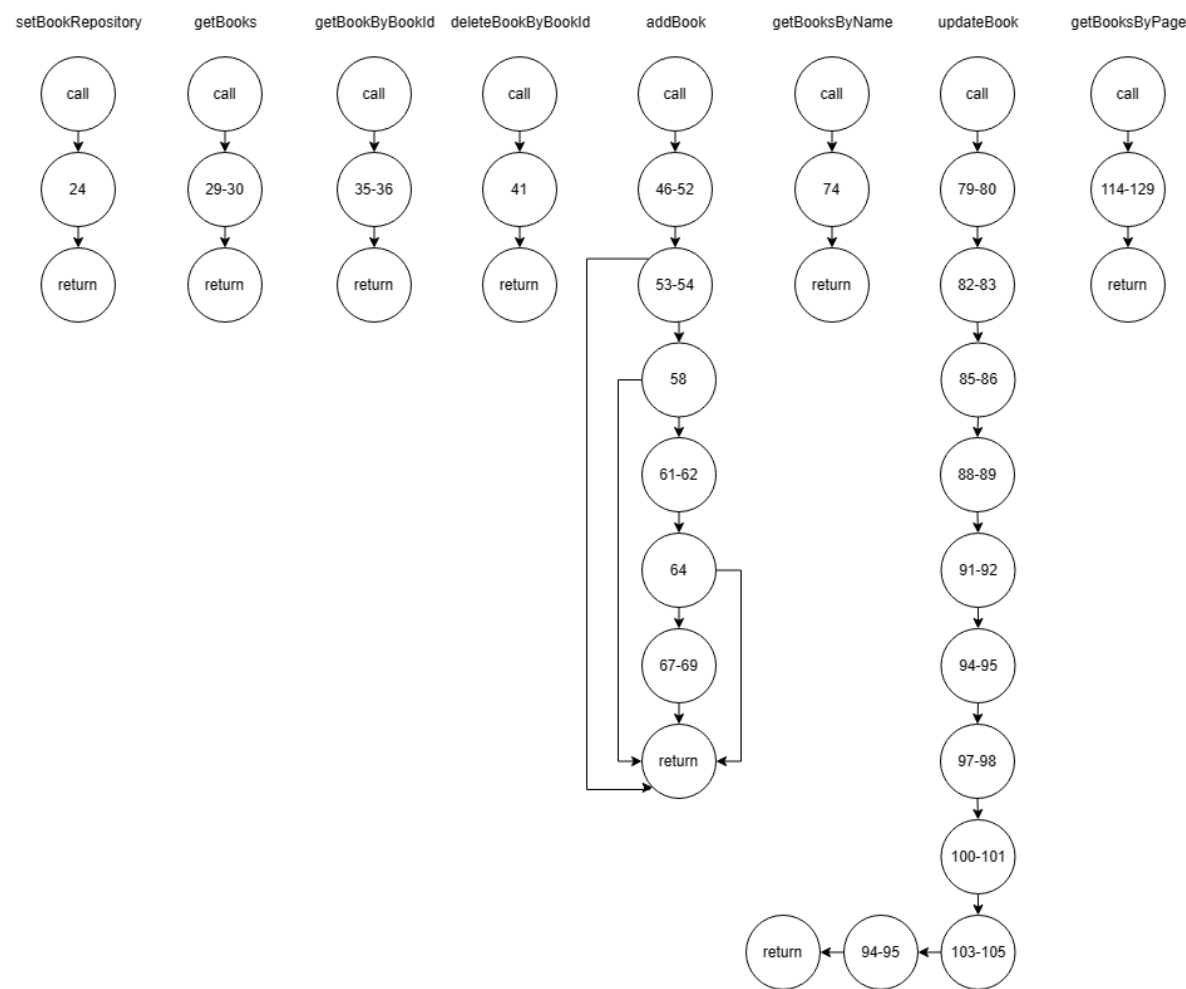 setBookRepository getBooks getBookByBookId deleteBookByBookId addBook getBooksByName updateBook getBooksByPage
call call call call call call call call
24 29-30 35-36 41 46-52 74 79-80 114-129
return return return return 53-54 return 82-83 return
58 85-86
61-62 88-89
64 91-92
67-69 94-95
return 97-98
100-101
return 94-95 103-105